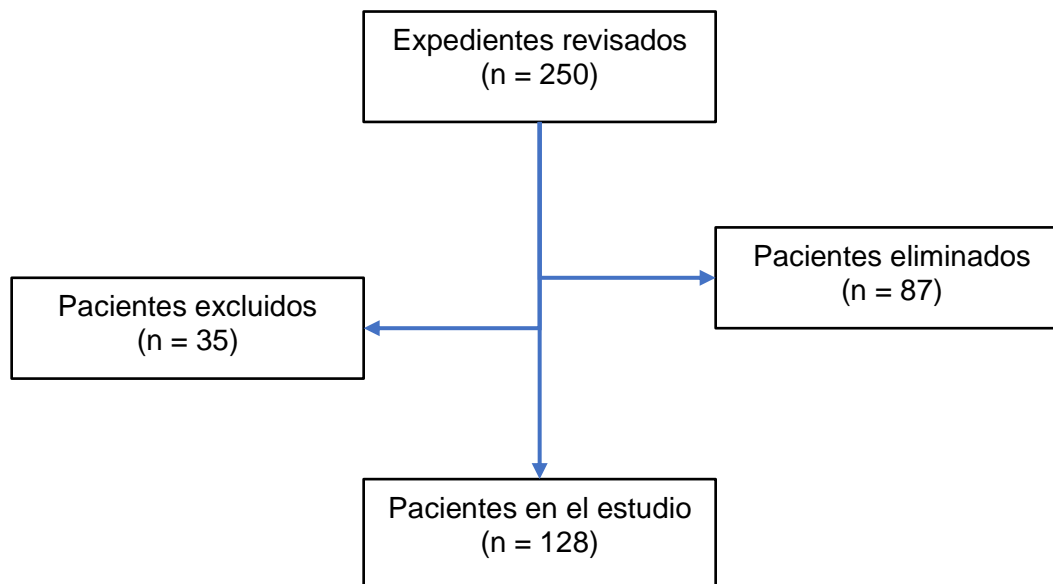 Expedientes revisados
(n = 250)
Pacientes eliminados
(n = 87)
Pacientes excluidos
(n = 35)
Pacientes en el estudio
(n = 128)